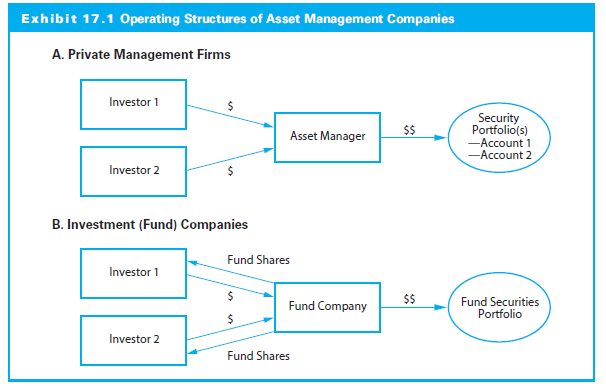 Exhibit 17.1 Operating Structures of Asset Management Companies
A. Private Management Firms
Investor 1
$
Asset Manager
$$
Security
Portfolio(s)
—Account 1
—Account 2
Investor 2
$
B. Investment (Fund) Companies
Fund Shares
Investor 1
$
Fund Company
$$
Fund Securities
Portfolio
$
Investor 2
Fund Shares